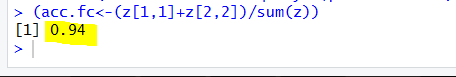 > (acc.fc<-(z[1,1]+z[2,2])/sum(z))
[1] 0.94
>